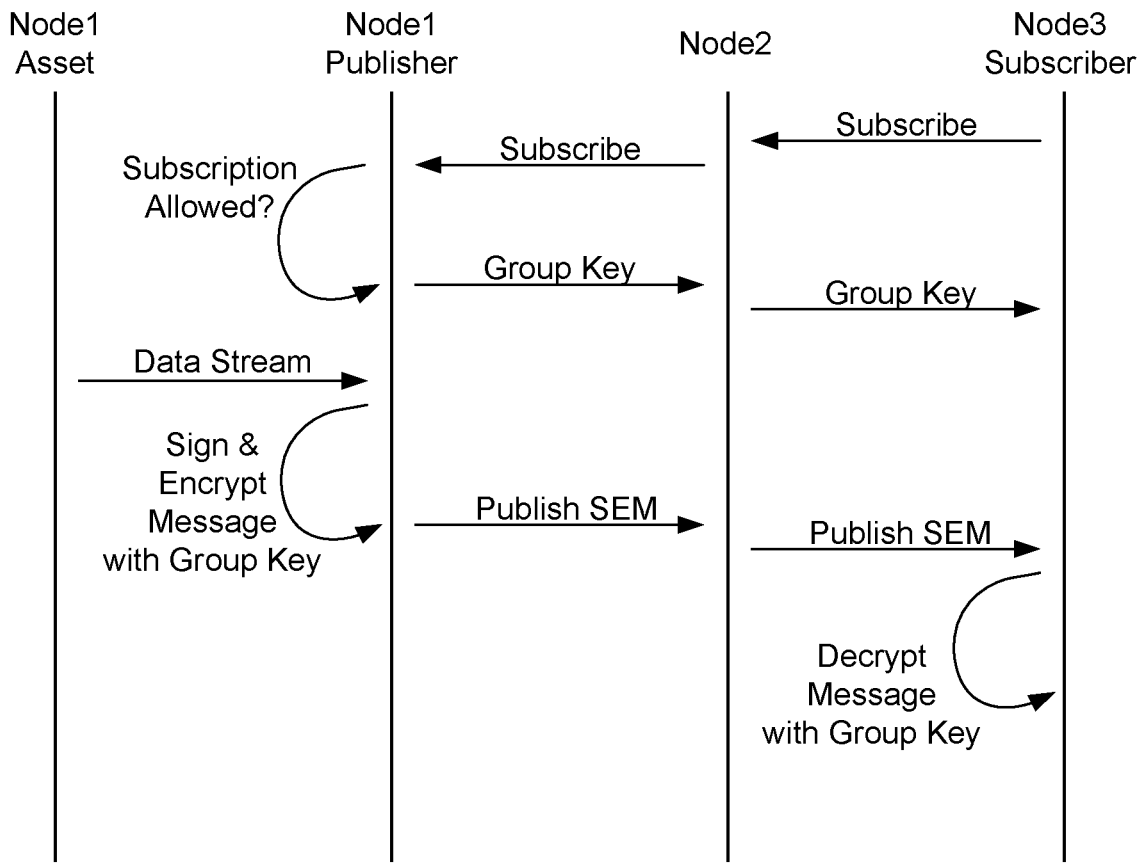 Node1
Asset
Node1
Publisher
Node2
Node3
Subscriber
Subscribe
Subscribe
Subscription
Allowed?
Group Key
Group Key
Data Stream
Sign &
Encrypt
Message
with Group Key
Publish SEM
Publish SEM
Decrypt
Message
with Group Key